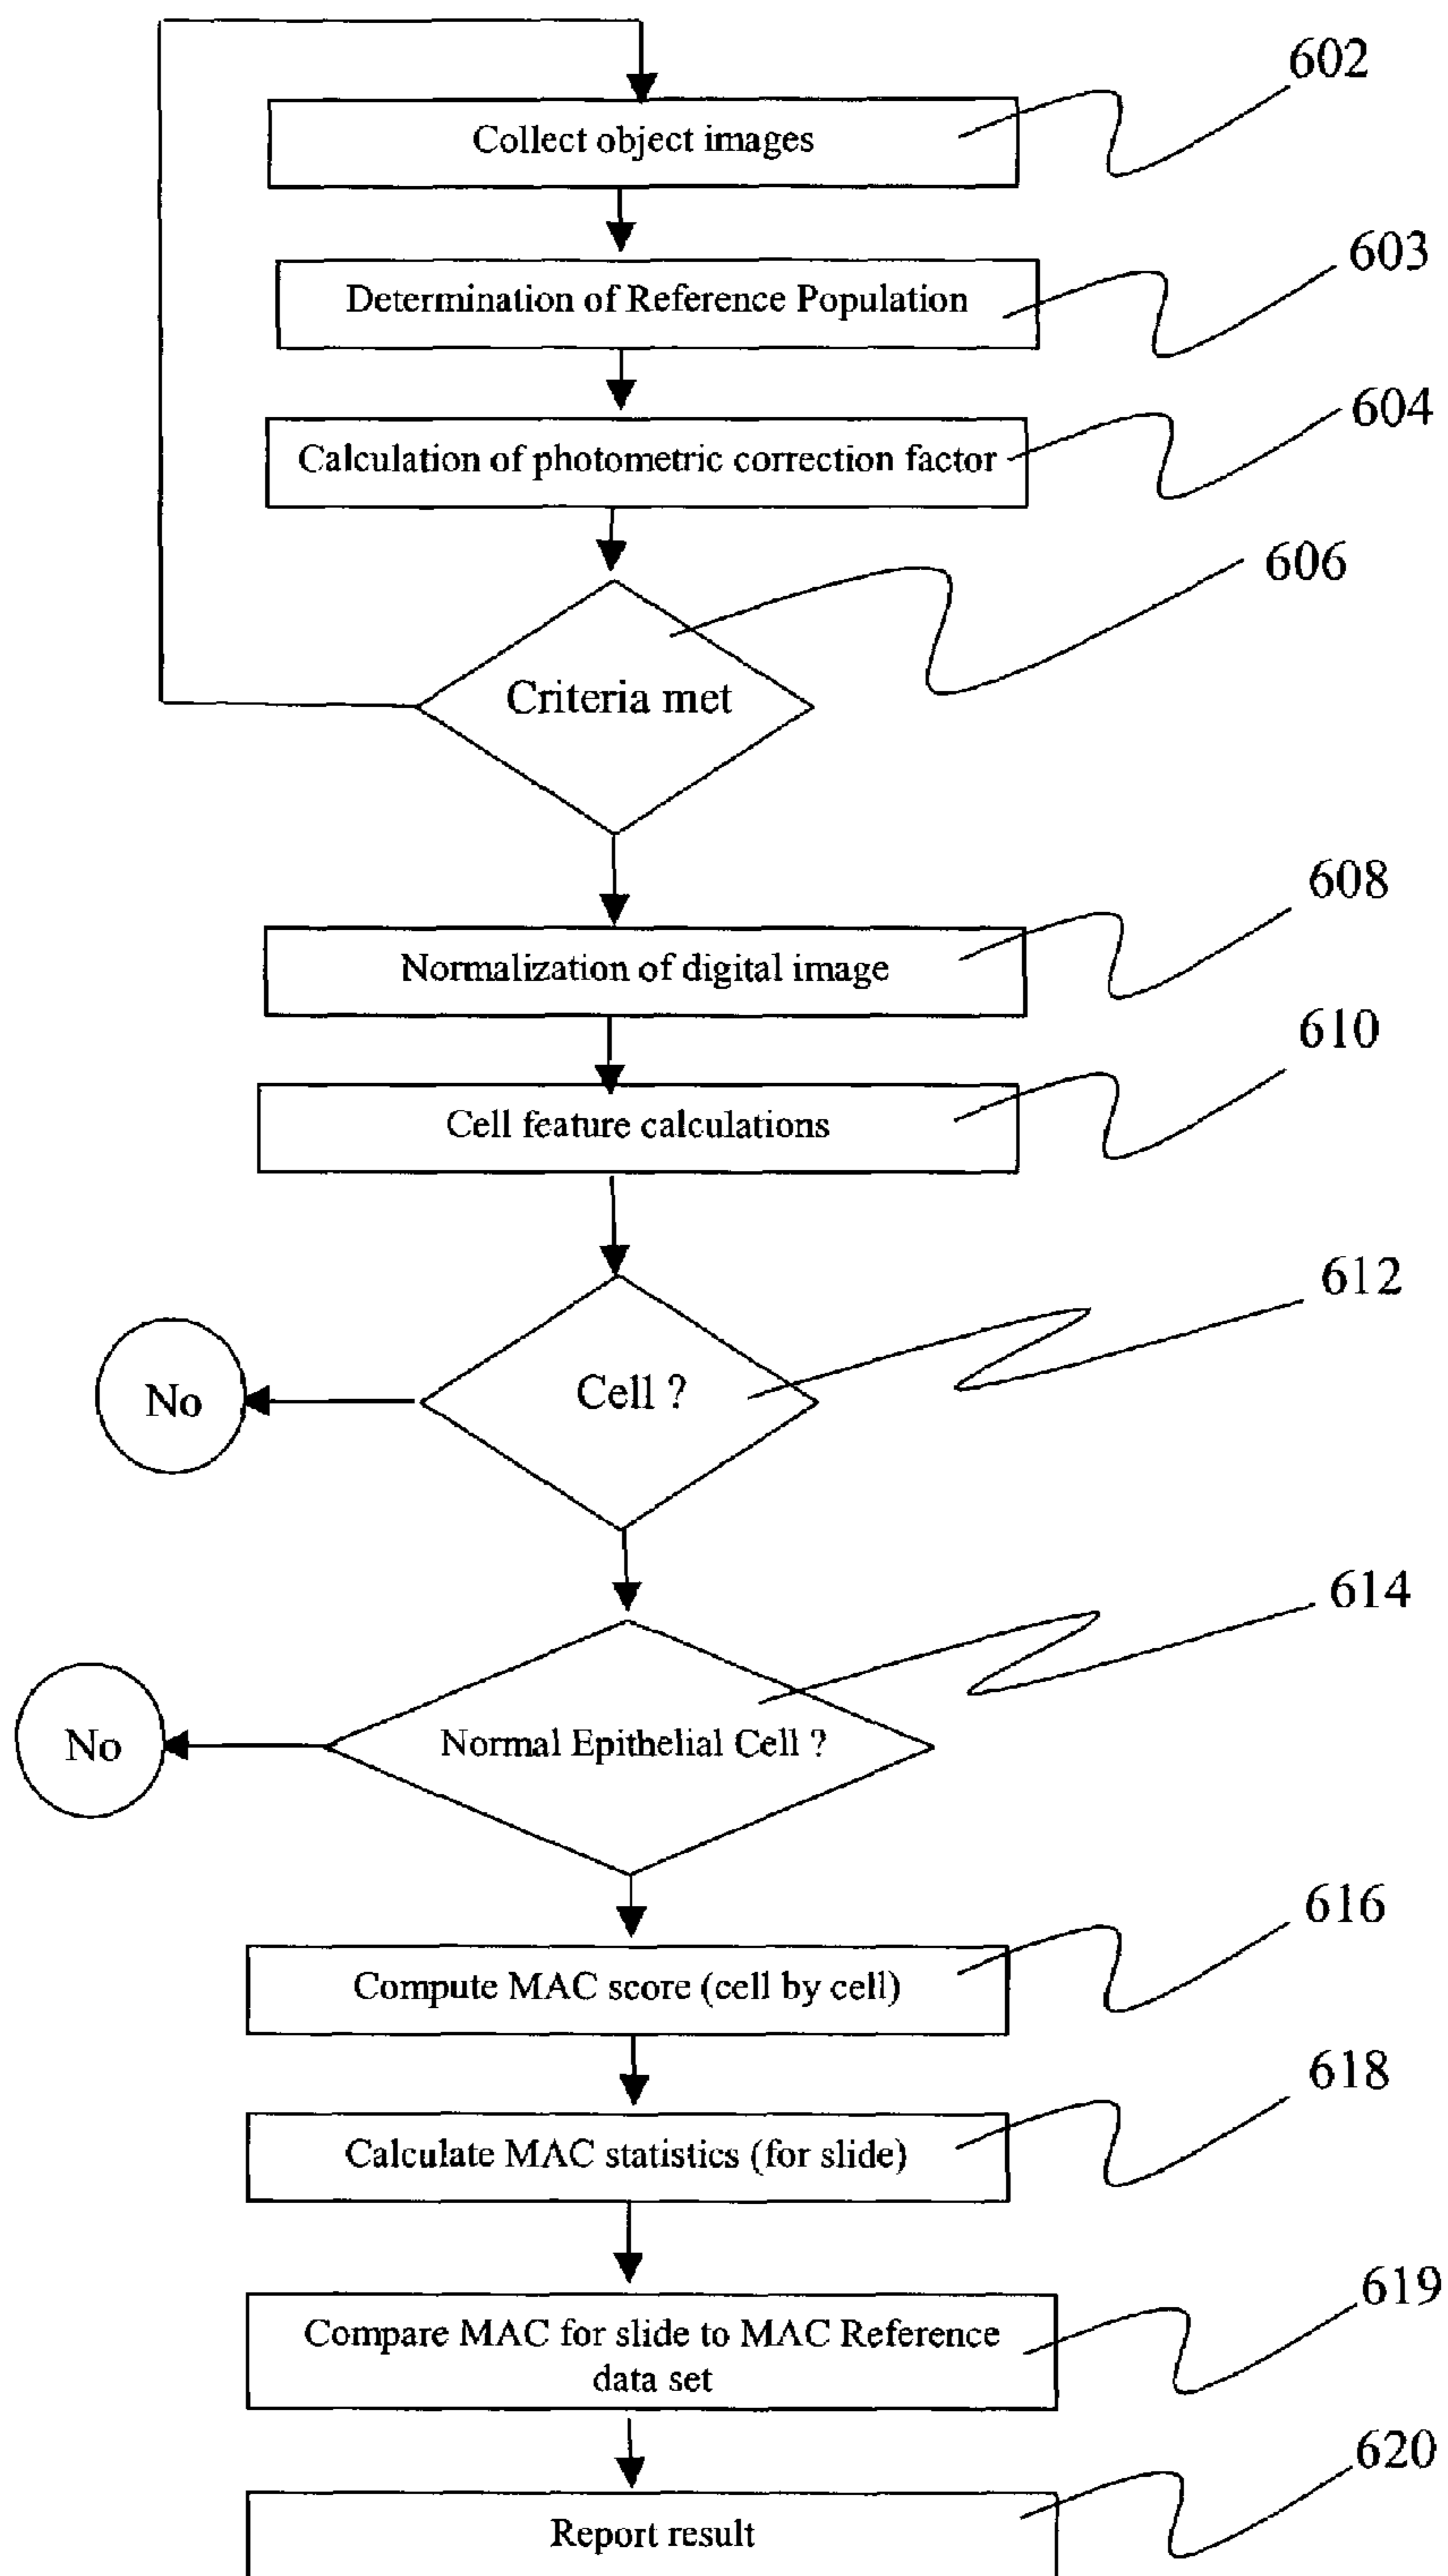 602
Collect object images
603
Determination of Reference Population
604
Calculation of photometric correction factor
606
Criteria met
608
Normalization of digital image
610
Cell feature calculations
612
Cell ?
No
614
Normal Epithelial Cell ?
No
616
Compute MAC score (cell by cell)
618
Calculate MAC statistics (for slide)
619
Compare MAC for slide to MAC Reference
data set
620
Report result